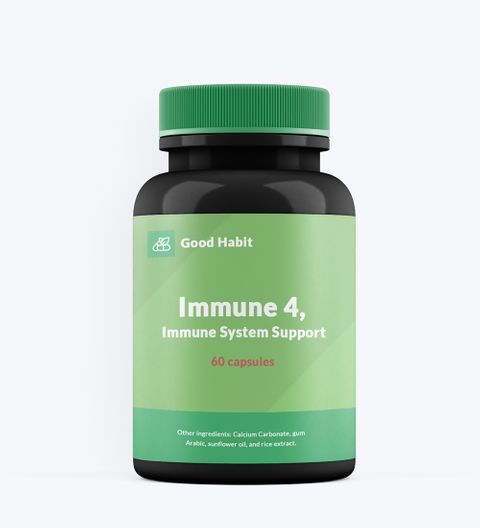 Good Habit
Immune 4,
Immune System Support
60 capsules
Other ingredients: Calcium Carbonate, gum
Arabic, sunflower oil, and rice extract.